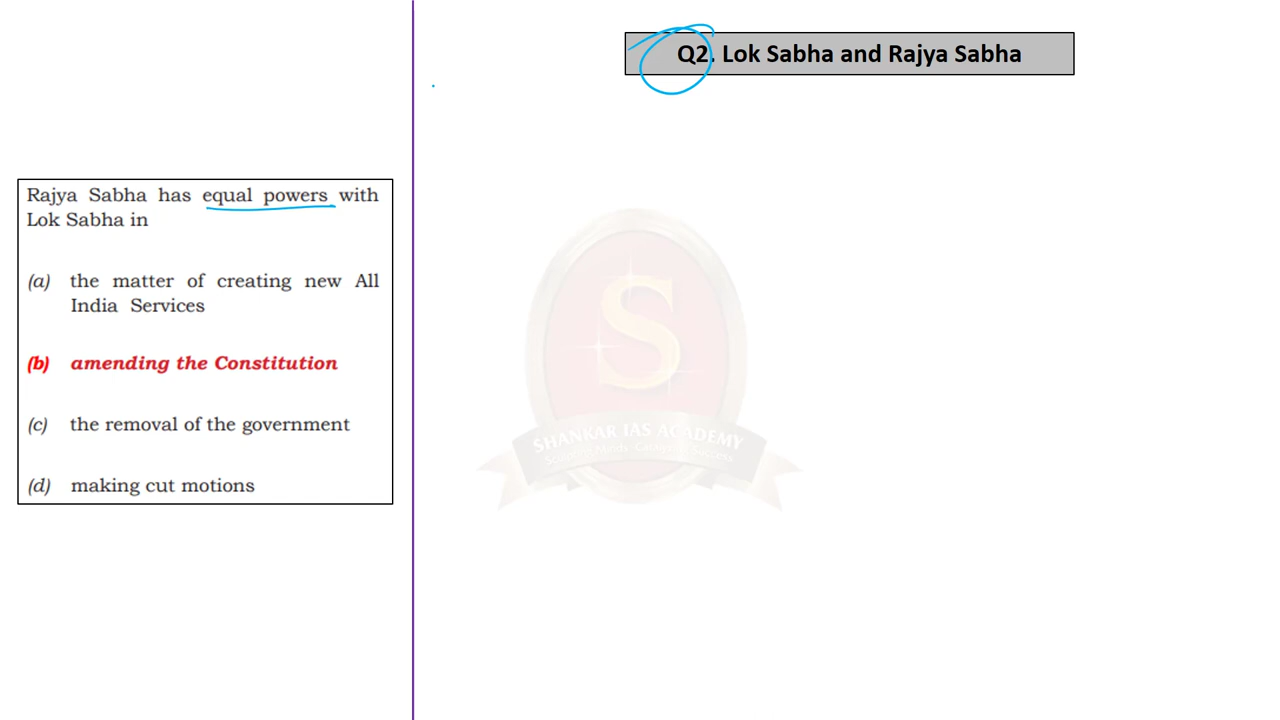 Q2. Lok Sabha and Rajya Sabha
Rajya Sabha has equal powers with
Lok Sabha in
(a) the matter of creating new All
India Services
(b) amending the Constitution
(c) the removal of the government
(d) making cut motions
S
SHANKAR IAS ACADEMY